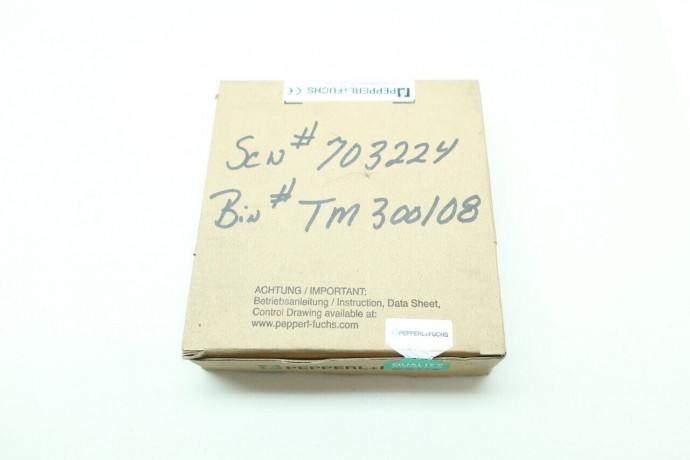 PEPPERL+FUCHS CE
Scn# 703224
Bin# TM300108
ACHTUNG / IMPORTANT:
Betriebsanleitung / Instruction, Data Sheet,
Control Drawing available at:
www.pepperl-fuchs.com
PEPPERL+FUCHS
PEPPERL+F
QUALITY